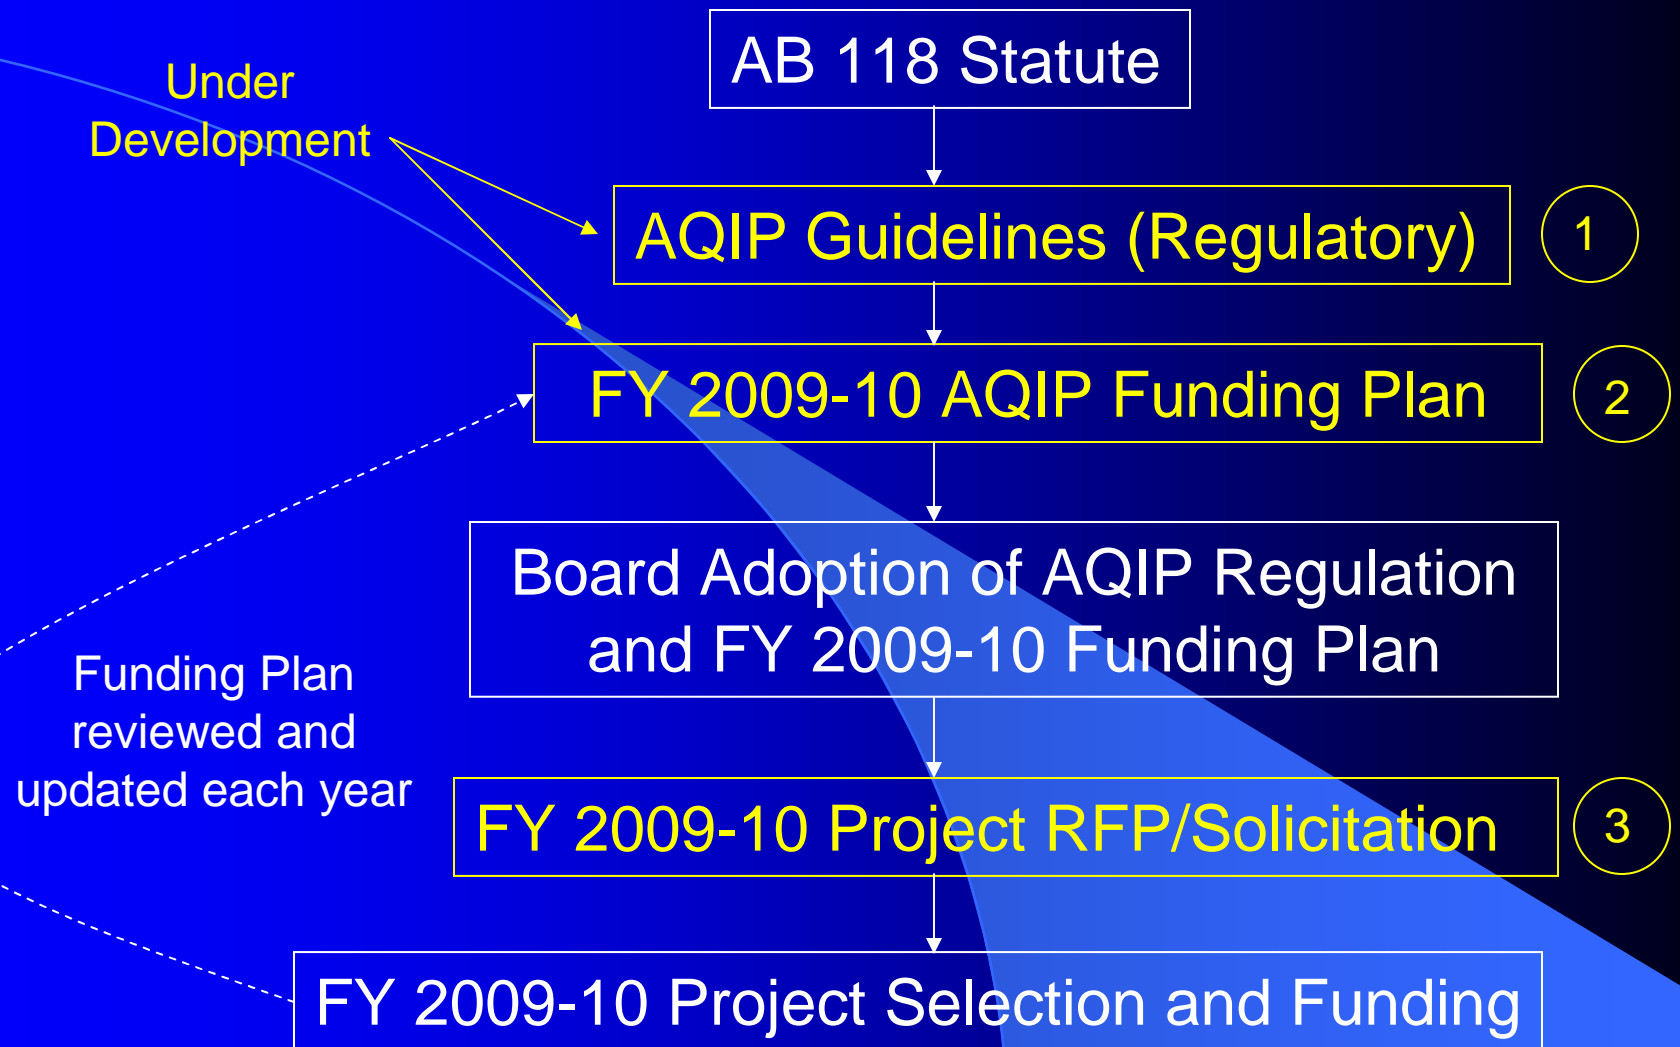 AB 118 Statute
Under
Development
AQIP Guidelines (Regulatory)
1
FY 2009-10 AQIP Funding Plan
2
Board Adoption of AQIP Regulation
and FY 2009-10 Funding Plan
Funding Plan
reviewed and
updated each year
FY 2009-10 Project RFP/Solicitation
3
FY 2009-10 Project Selection and Funding